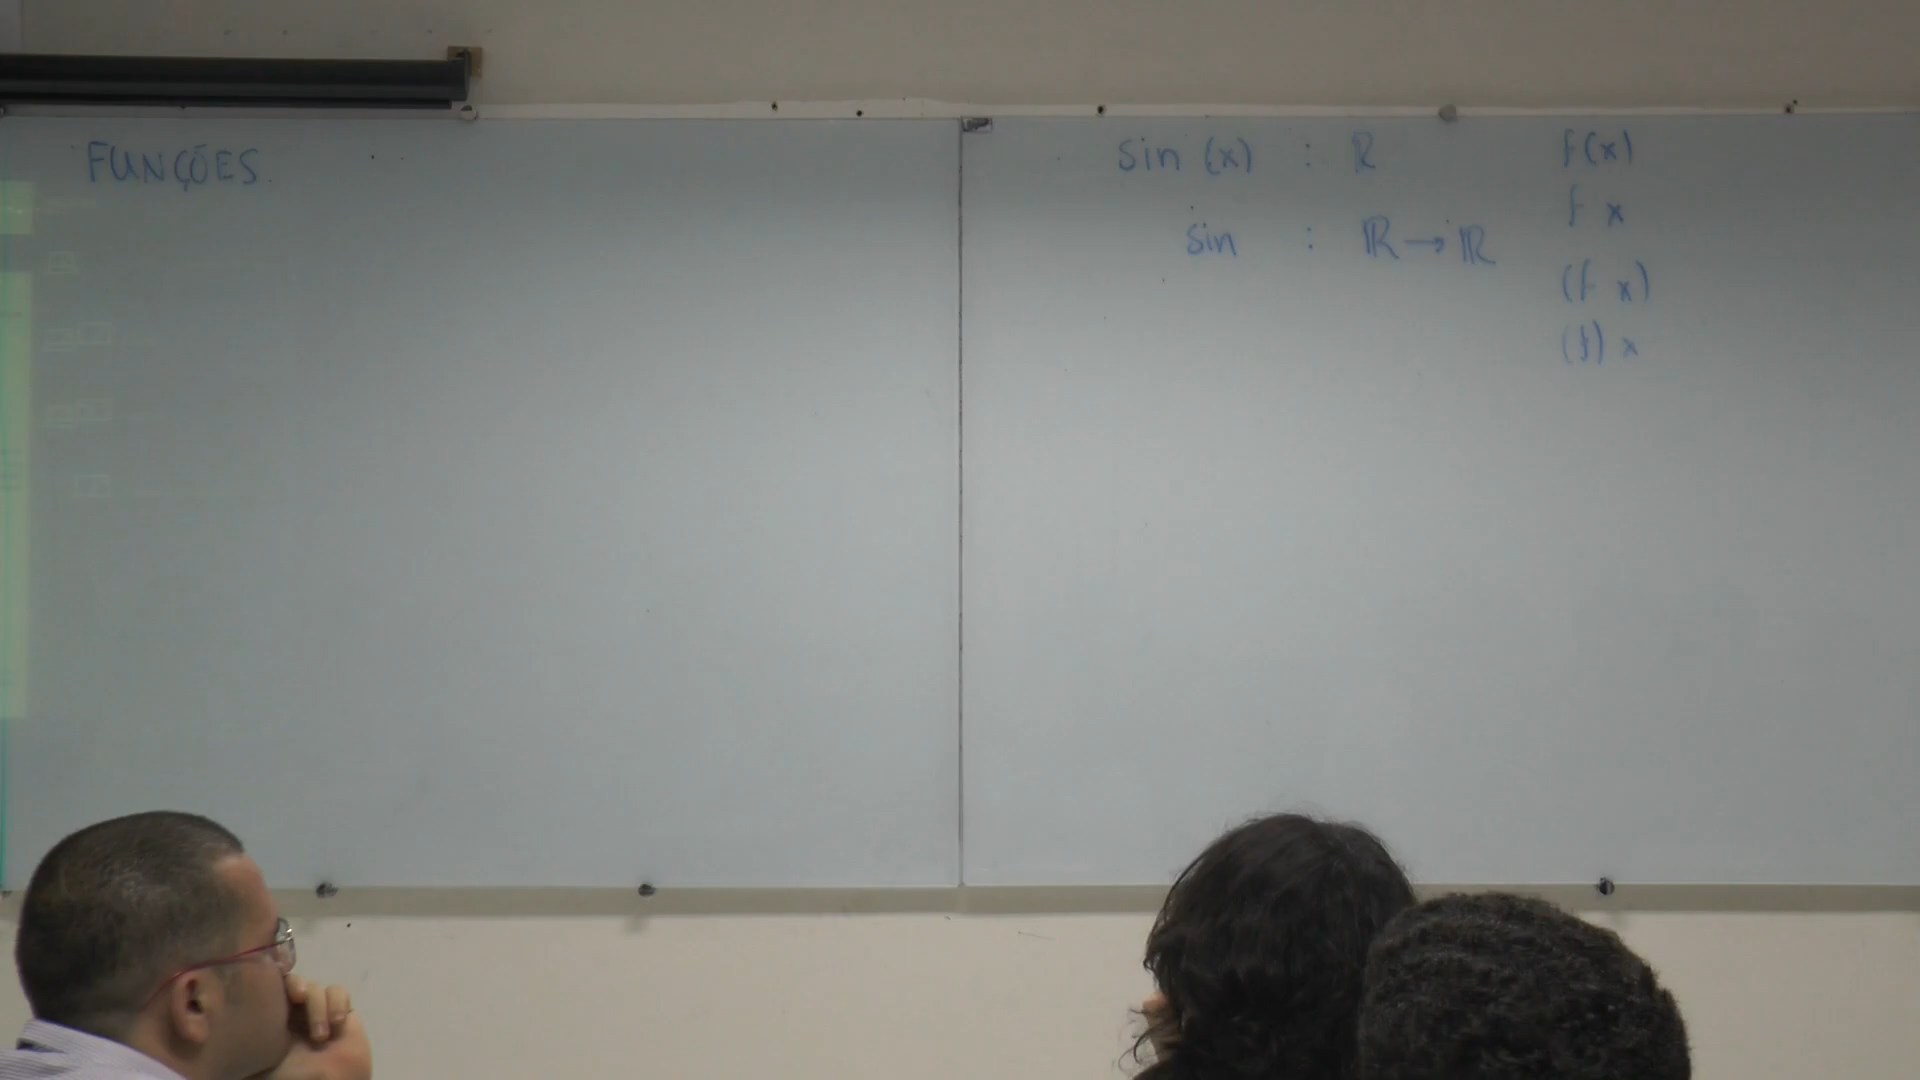 FUNÇÕES
sin (x) : ℝ
sin : ℝ → ℝ
f(x)
f x
(f x)
(f) x